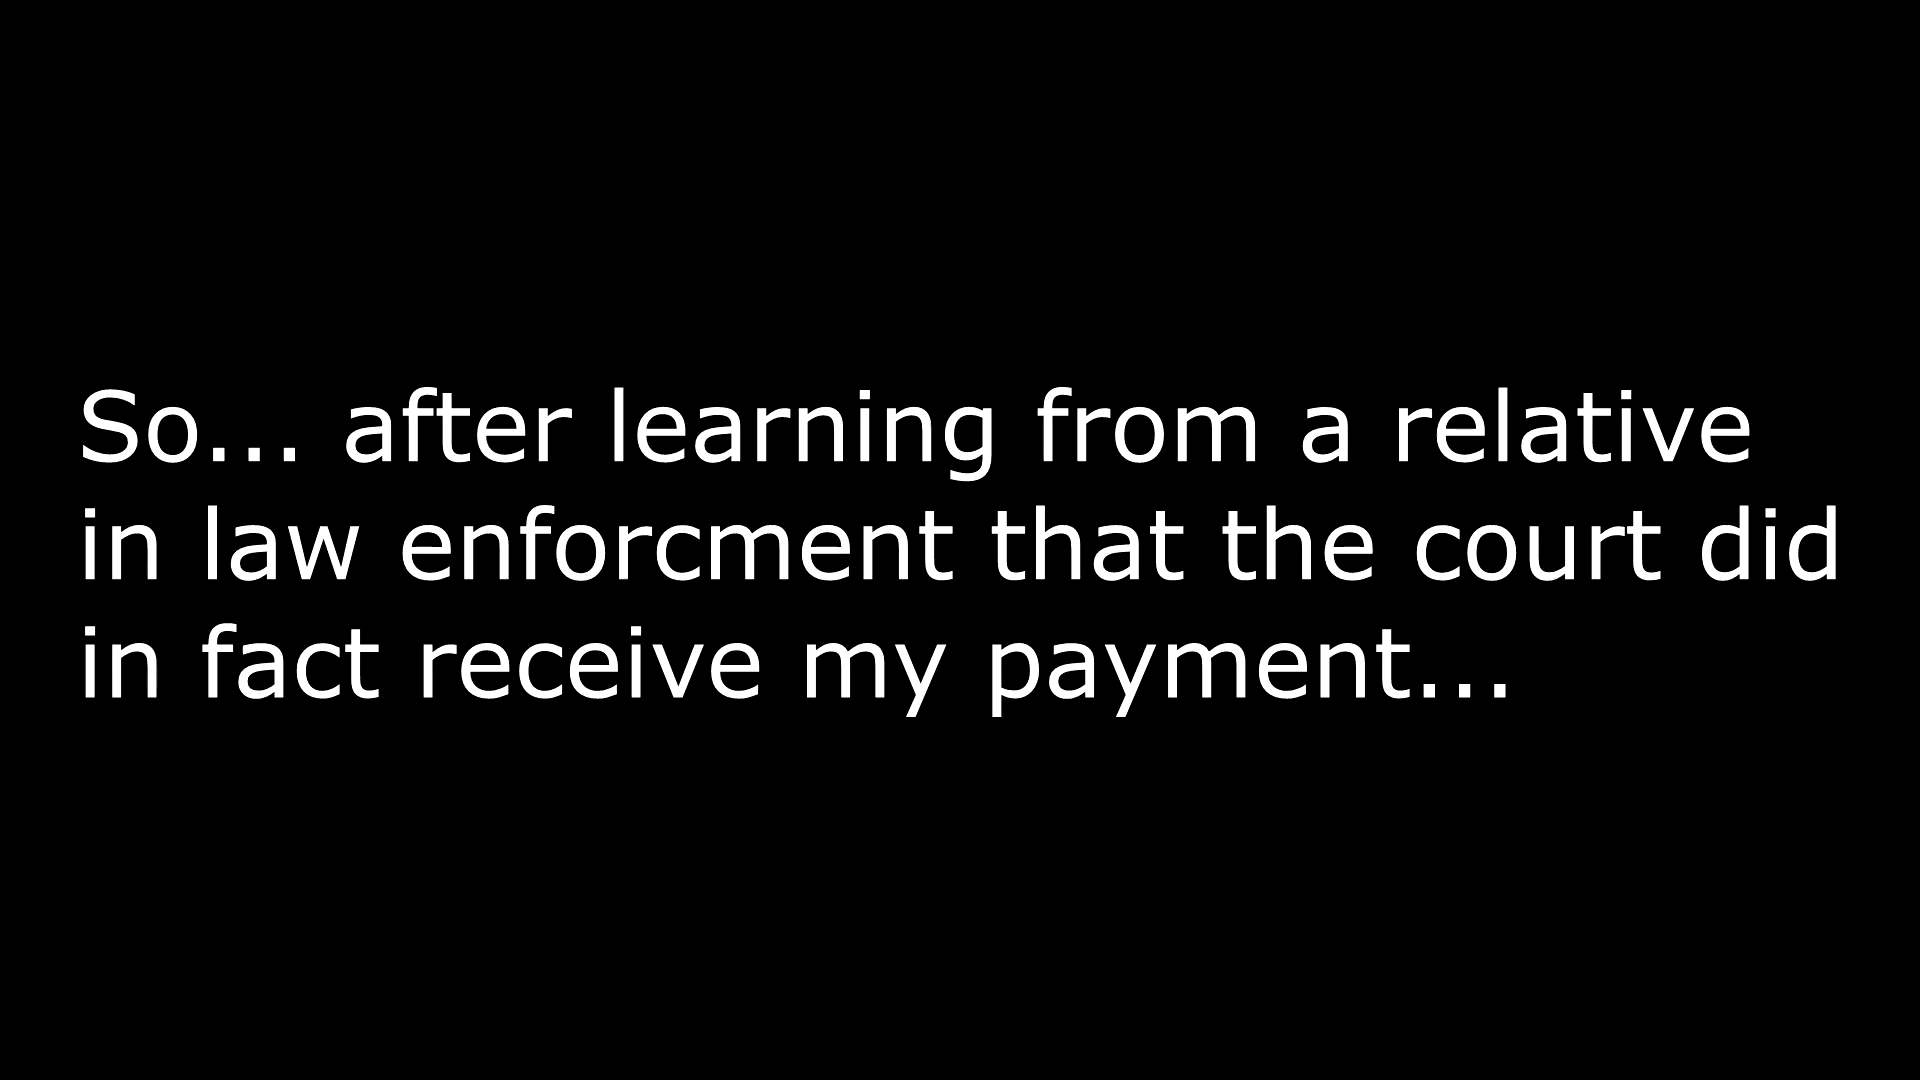 So... after learning from a relative
in law enforcment that the court did
in fact receive my payment...